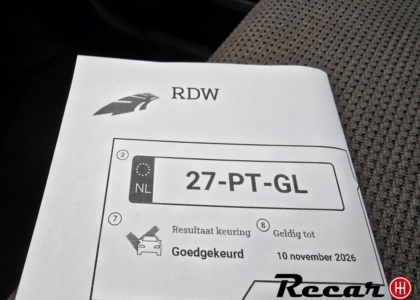 RDW
2
NL
27-PT-GL
7
Resultaat keuring
Goedgekeurd
8
Geldig tot
10 november 2026
Recar